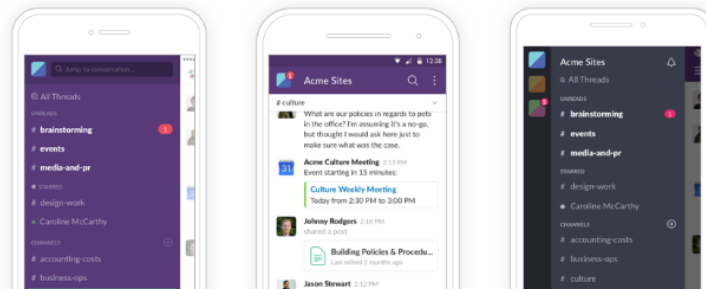 Jump to conversation...
All Threads
UNREADS
# brainstorming 1
# events
# media-and-pr
STARRED
# design-work
Caroline McCarthy
CHANNELS
# accounting-costs
# business-ops
12:38
1
Acme Sites
# culture
What are our policies in regards to pets
in the office? I'm assuming it's a no-go,
but thought I would ask here just to
make sure what was the case.
Acme Culture Meeting 2:15 PM
31
Event starting in 15 minutes:
Culture Weekly Meeting
Today from 2:30 PM to 3:00 PM
Johnny Rodgers 2:18 PM
shared a post
Building Policies & Procedu...
Last edited 2 months ago
Jason Stewart 2:12 PM
Acme Sites
All Threads
UNREADS
# brainstorming 1
# events
# media-and-pr
STARRED
# design-work
Caroline McCarthy
CHANNELS
# accounting-costs
# business-ops
# culture